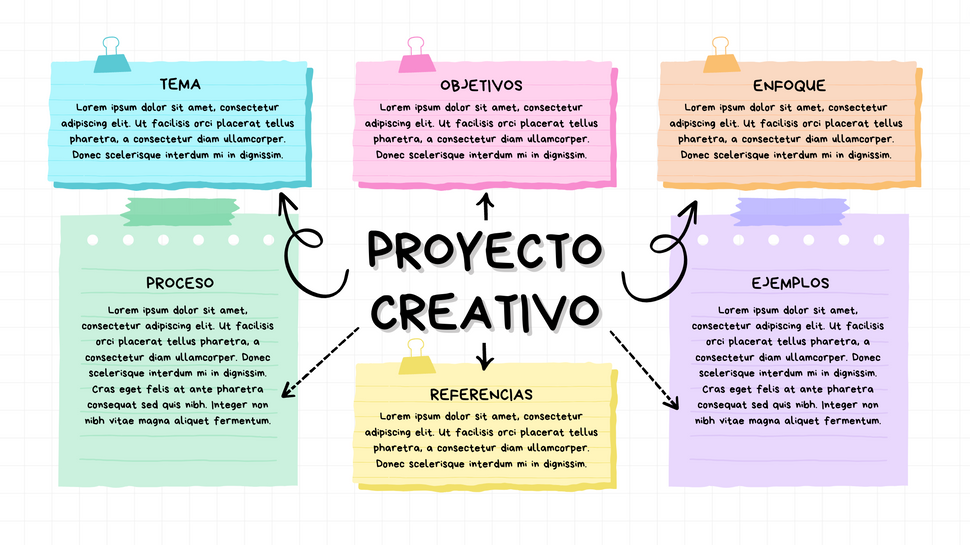 TEMA
Lorem ipsum dolor sit amet, consectetur
adipiscing elit. Ut facilisis orci placerat tellus
pharetra, a consectetur diam ullamcorper.
Donec scelerisque interdum mi in dignissim.
OBJETIVOS
Lorem ipsum dolor sit amet, consectetur
adipiscing elit. Ut facilisis orci placerat tellus
pharetra, a consectetur diam ullamcorper.
Donec scelerisque interdum mi in dignissim.
ENFOQUE
Lorem ipsum dolor sit amet, consectetur
adipiscing elit. Ut facilisis orci placerat tellus
pharetra, a consectetur diam ullamcorper.
Donec scelerisque interdum mi in dignissim.
PROYECTO
CREATIVO
PROCESO
Lorem ipsum dolor sit amet,
consectetur adipiscing elit. Ut facilisis
orci placerat tellus pharetra, a
consectetur diam ullamcorper. Donec
scelerisque interdum mi in dignissim.
Cras eget felis at ante pharetra
consequat sed quis nibh. Integer non
nibh vitae magna aliquet fermentum.
REFERENCIAS
Lorem ipsum dolor sit amet, consectetur
adipiscing elit. Ut facilisis orci placerat tellus
pharetra, a consectetur diam ullamcorper.
Donec scelerisque interdum mi in dignissim.
EJEMPLOS
Lorem ipsum dolor sit amet,
consectetur adipiscing elit. Ut facilisis
orci placerat tellus pharetra, a
consectetur diam ullamcorper. Donec
scelerisque interdum mi in dignissim.
Cras eget felis at ante pharetra
consequat sed quis nibh. Integer non
nibh vitae magna aliquet fermentum.